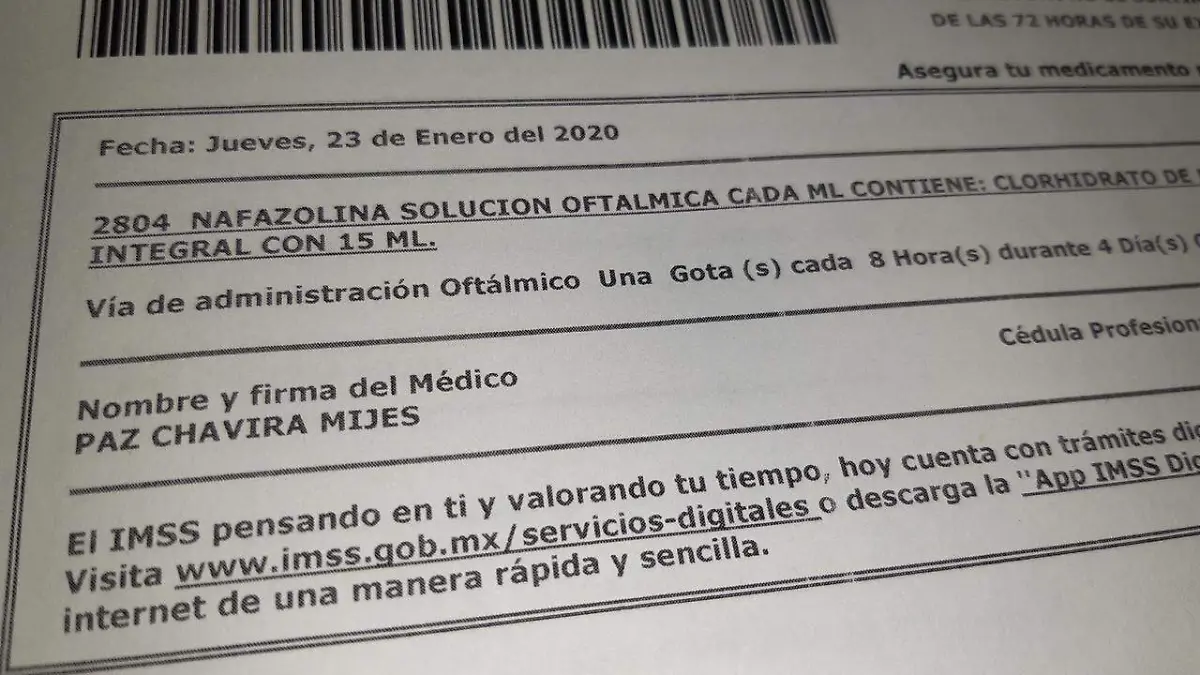 DE LAS 72 HORAS DE SU
Asegura tu medicamento
Fecha: Jueves, 23 de Enero del 2020
2804 NAFAZOLINA SOLUCION OFTALMICA CADA ML CONTIENE: CLORHIDRATO DE
INTEGRAL CON 15 ML.
Vía de administración Oftálmico Una Gota (s) cada 8 Hora(s) durante 4 Día(s)
Cédula Profesion
Nombre y firma del Médico
PAZ CHAVIRA MIJES
El IMSS pensando en ti y valorando tu tiempo, hoy cuenta con trámites
Visita www.imss.gob.mx/servicios-digitales o descarga la "App IMSS Dig
internet de una manera rápida y sencilla.